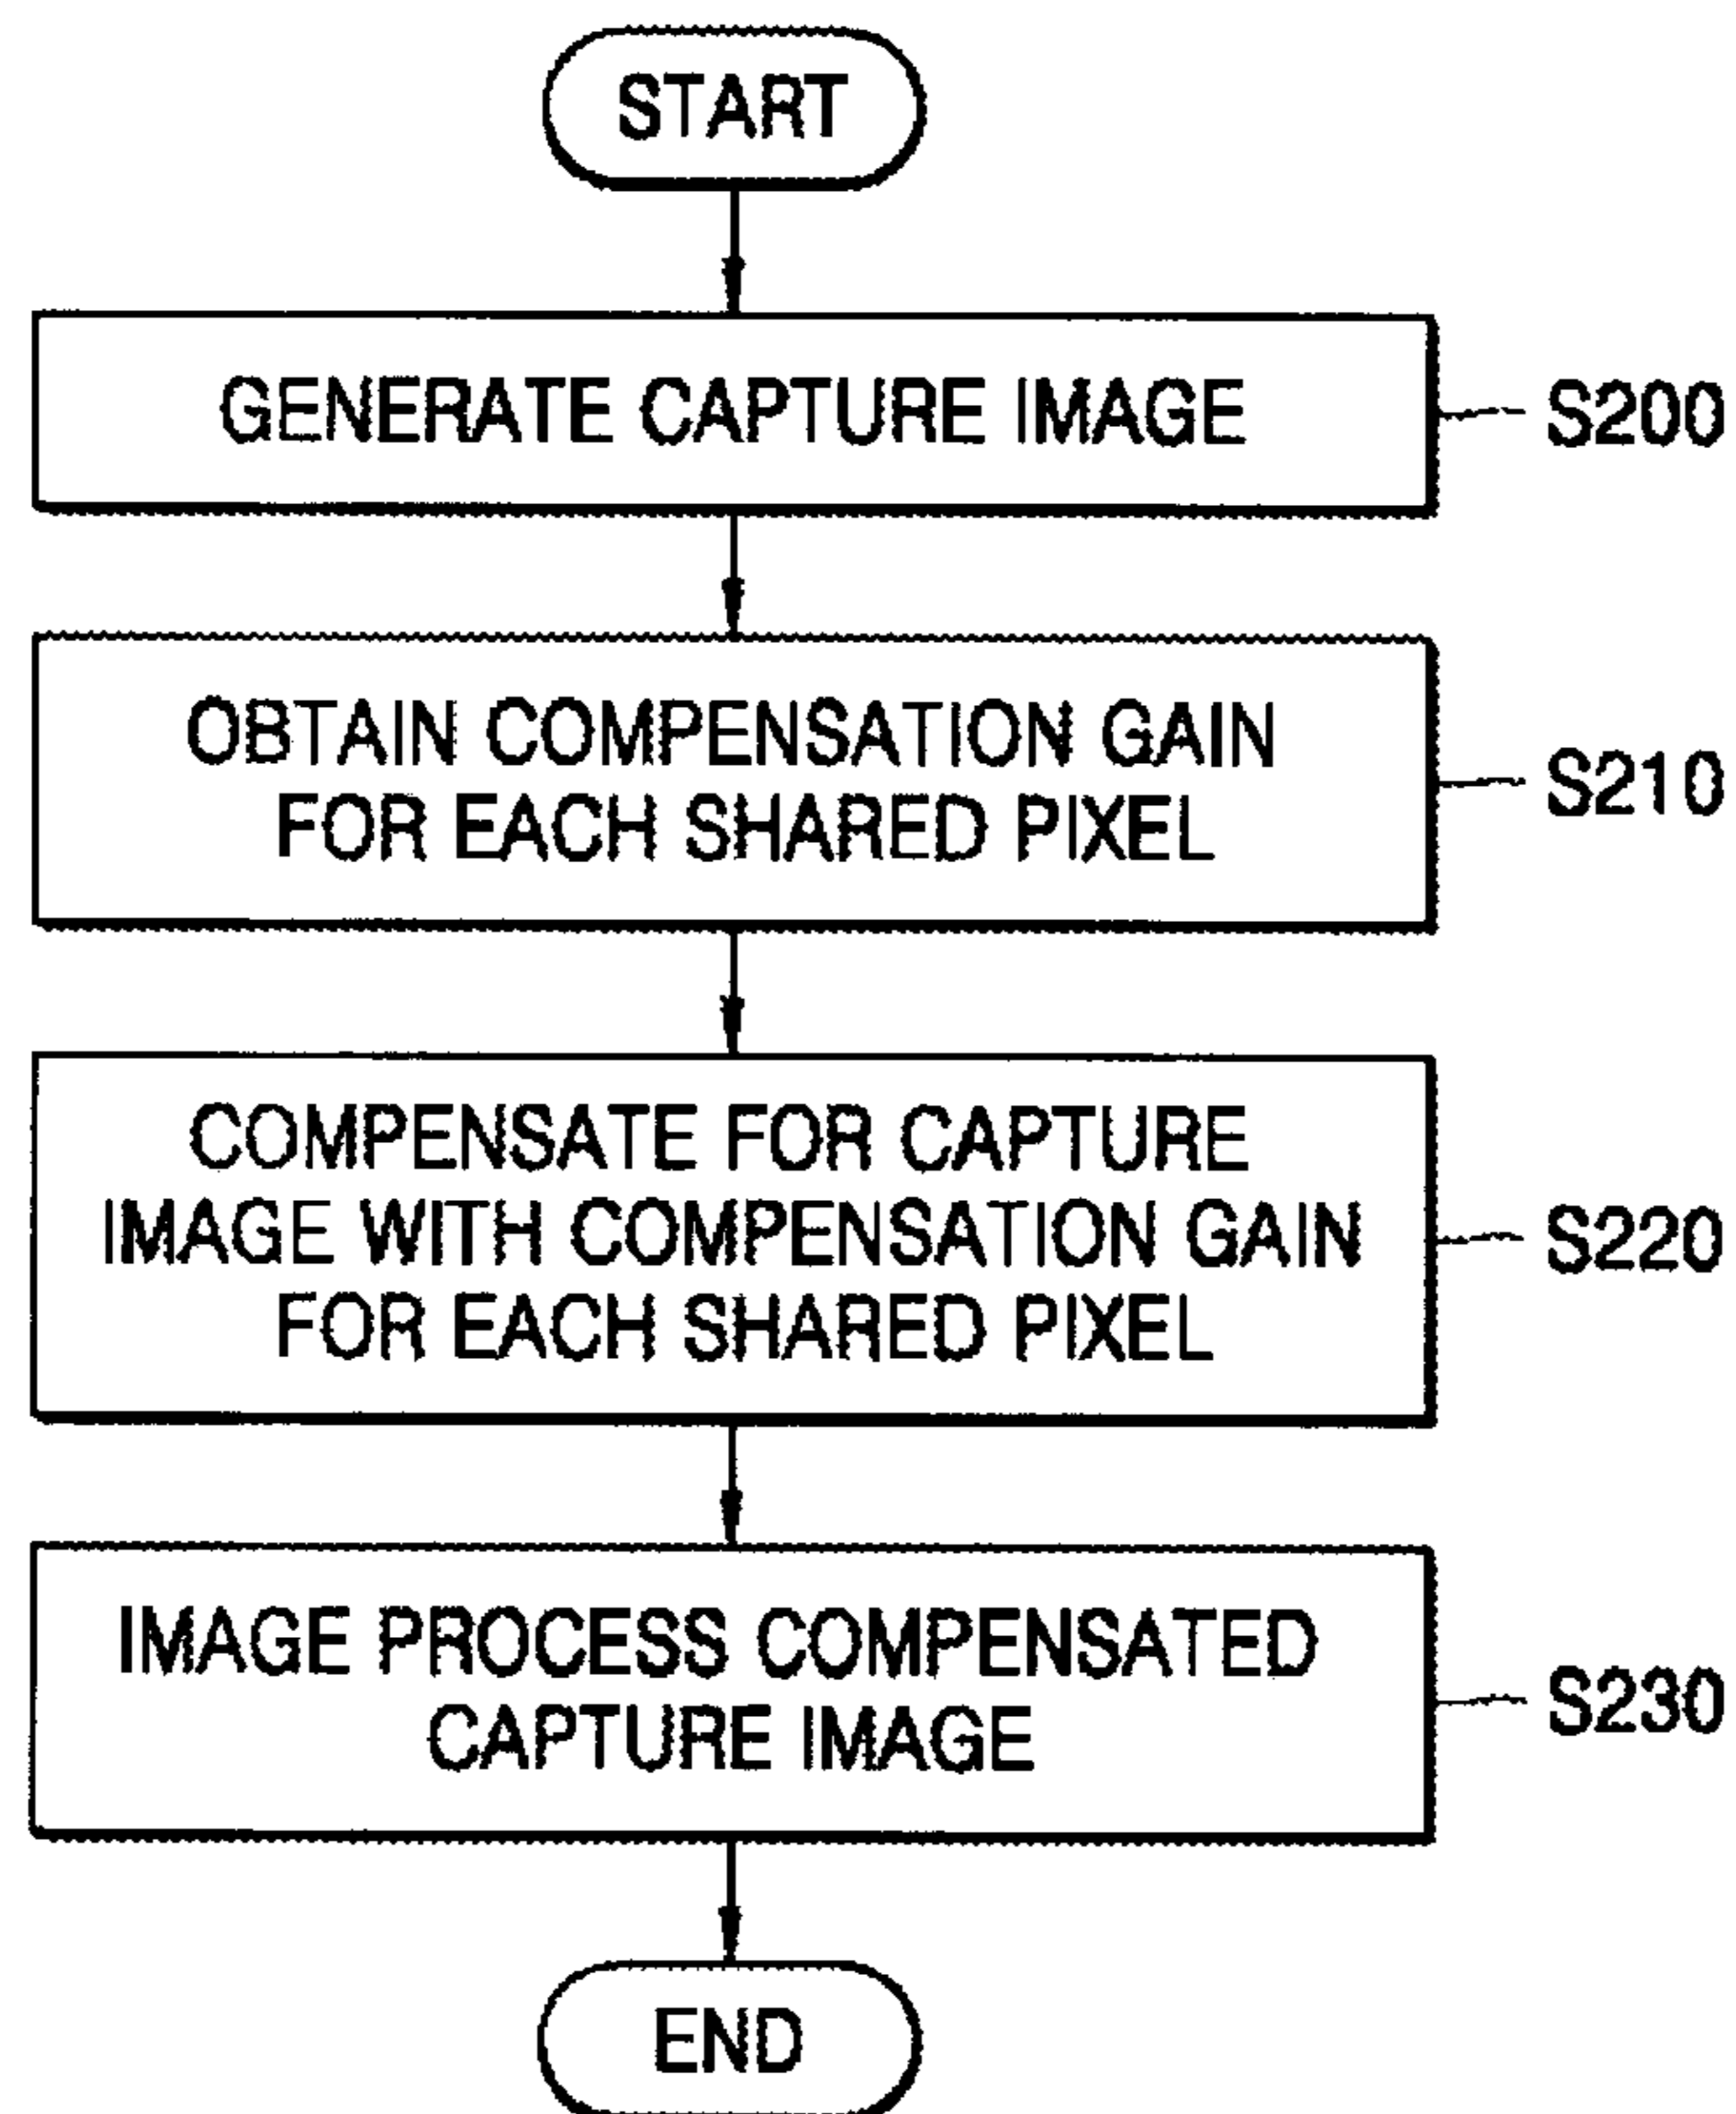 START
GENERATE CAPTURE IMAGE
S200
OBTAIN COMPENSATION GAIN
FOR EACH SHARED PIXEL
S210
COMPENSATE FOR CAPTURE
IMAGE WITH COMPENSATION GAIN
FOR EACH SHARED PIXEL
S220
IMAGE PROCESS COMPENSATED
CAPTURE IMAGE
S230
END